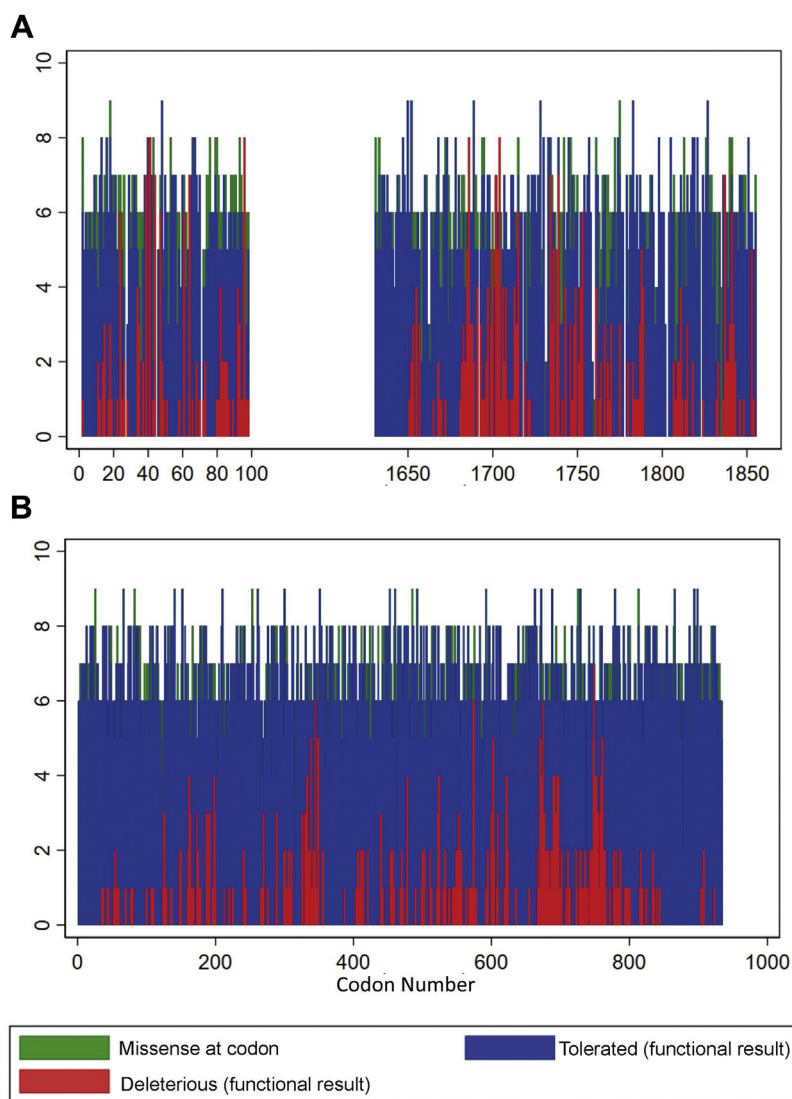 A
10
8
6
4
2
0
0 20 40 60 80 100 1650 1700 1750 1800 1850
B
10
8
6
4
2
0
0 200 400 600 800 1000
Codon Number
Missense at codon Tolerated (functional result)
Deleterious (functional result)